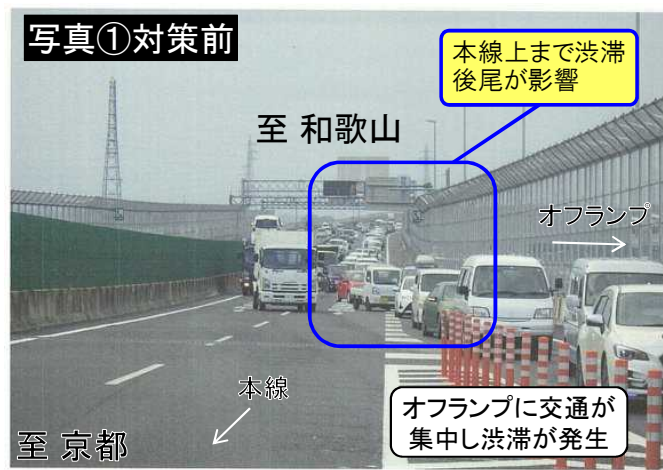 写真①対策前
本線上まで渋滞
後尾が影響
至 和歌山
オフランプ
本線
至 京都
オフランプに交通が
集中し渋滞が発生